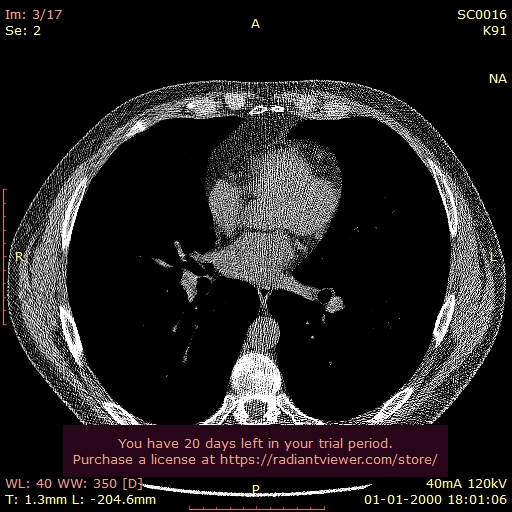 Im: 3/17
Se: 2
A
SC0016
K91
NA
R
L
You have 20 days left in your trial period.
Purchase a license at https://radiantviewer.com/store/
WL: 40 WW: 350 [D]
T: 1.3mm L: -204.6mm
P
40mA 120kV
01-01-2000 18:01:06